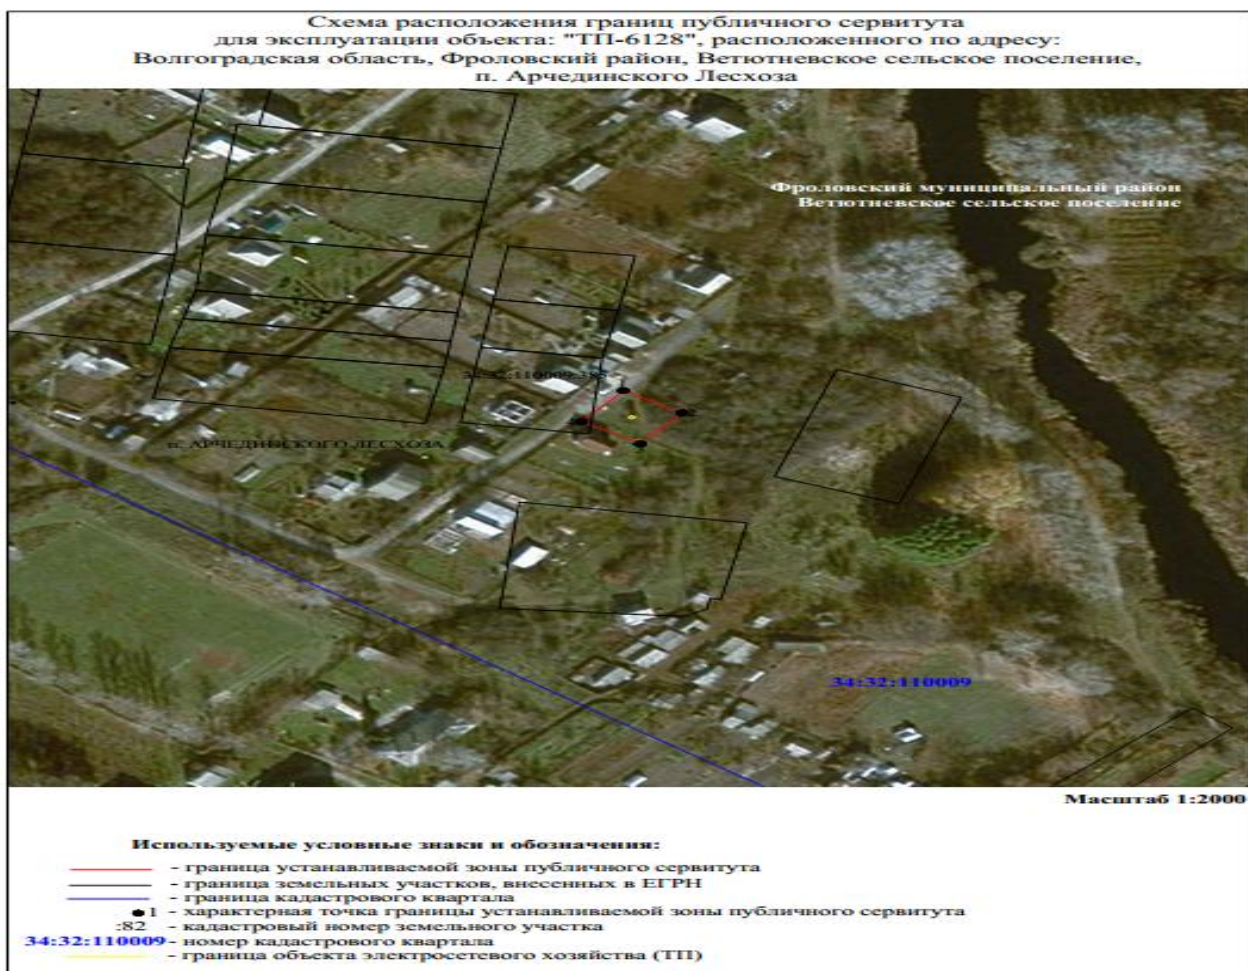 Схема расположения границ публичного сервитута
для эксплуатации объекта: "ТП-6128", расположенного по адресу:
Волгоградская область, Фроловский район, Ветютневское сельское поселение,
п. Арчединского Лесхоза
Фроловский муниципальный район
Ветютневское сельское поселение
2
п. АРЧЕДИНСКОГО ЛЕСХОЗА
34:32:110009
Масштаб 1:2000
Используемые условные знаки и обозначения:
- граница устанавливаемой зоны публичного сервитута
- граница земельных участков, внесенных в ЕГРН
- граница кадастрового квартала
1 - характерная точка границы устанавливаемой зоны публичного сервитута
:82 - кадастровый номер земельного участка
34:32:110009 - номер кадастрового квартала
- граница объекта электросетевого хозяйства (ТП)